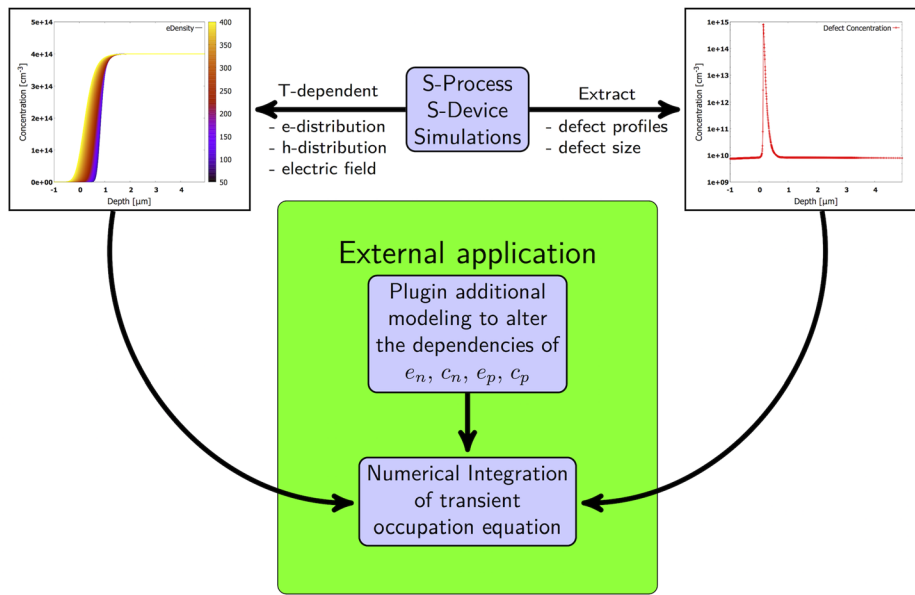 5e+14
4e+14
3e+14
2e+14
1e+14
0e+00
Concentration [cm-3]
-1 0 1 2 3 4
Depth [µm]
eDensity
400
350
300
250
200
150
100
50
T-dependent
- e-distribution
- h-distribution
- electric field
S-Process
S-Device
Simulations
Extract
- defect profiles
- defect size
1e+15
1e+14
1e+13
1e+12
1e+11
1e+10
1e+09
Concentration [cm-3]
-1 0 1 2 3 4
Depth [µm]
Defect Concentration
External application
Plugin additional
modeling to alter
the dependencies of
en, cn, ep, cp
Numerical Integration
of transient
occupation equation